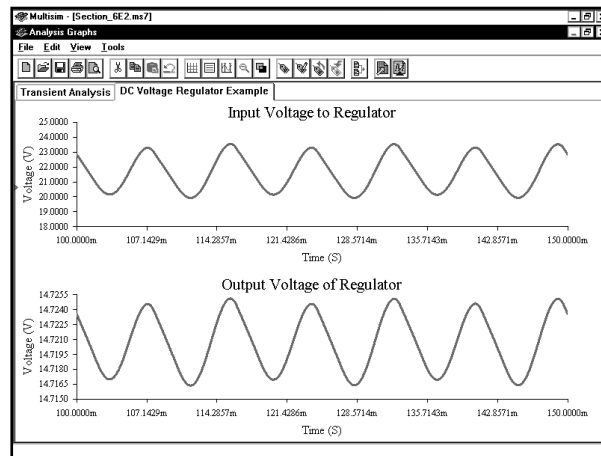 Multisim - [Section_6E2.ms7]
Analysis Graphs
File Edit View Tools
Transient Analysis DC Voltage Regulator Example
Input Voltage to Regulator
Voltage (V)
25.0000
24.0000
23.0000
22.0000
21.0000
20.0000
19.0000
18.0000
100.0000m 107.1429m 114.2857m 121.4286m 128.5714m 135.7143m 142.8571m 150.0000m
Time (S)
Output Voltage of Regulator
Voltage (V)
14.7255
14.7240
14.7225
14.7210
14.7195
14.7180
14.7165
14.7150
100.0000m 107.1429m 114.2857m 121.4286m 128.5714m 135.7143m 142.8571m 150.0000m
Time (S)